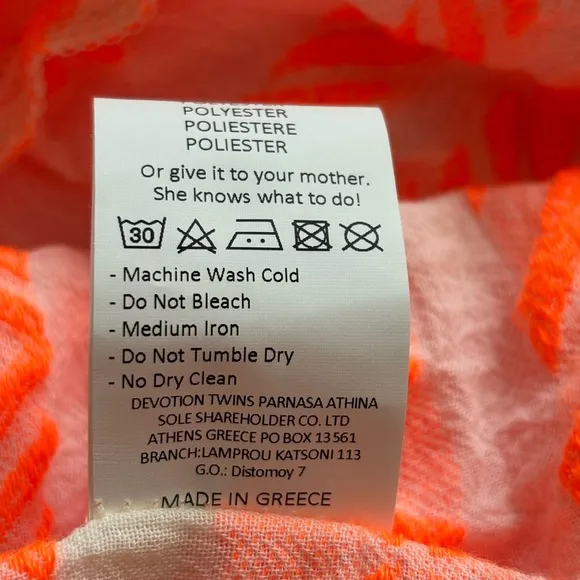 POLYESTER
POLIESTERE
POLIESTER
Or give it to your mother.
She knows what to do!
30
- Machine Wash Cold
- Do Not Bleach
- Medium Iron
- Do Not Tumble Dry
- No Dry Clean
DEVOTION TWINS PARNASA ATHINA
SOLE SHAREHOLDER CO. LTD
ATHENS GREECE PO BOX 13561
BRANCH:LAMPROU KATSONI 113
G.O.: Distomoy 7
MADE IN GREECE